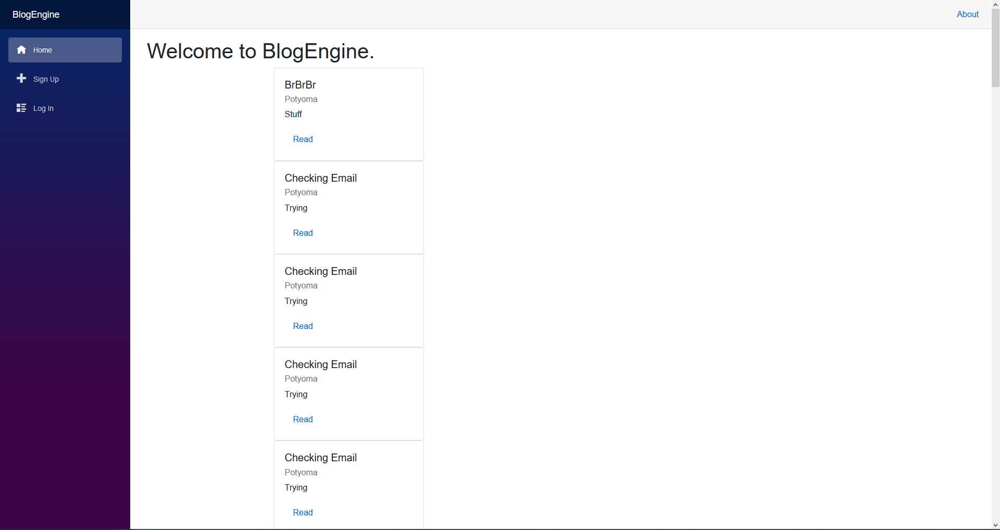 BlogEngine
About
Home
Sign Up
Log In
Welcome to BlogEngine.
BrBrBr
Potyoma
Stuff
Read
Checking Email
Potyoma
Trying
Read
Checking Email
Potyoma
Trying
Read
Checking Email
Potyoma
Trying
Read
Checking Email
Potyoma
Trying
Read